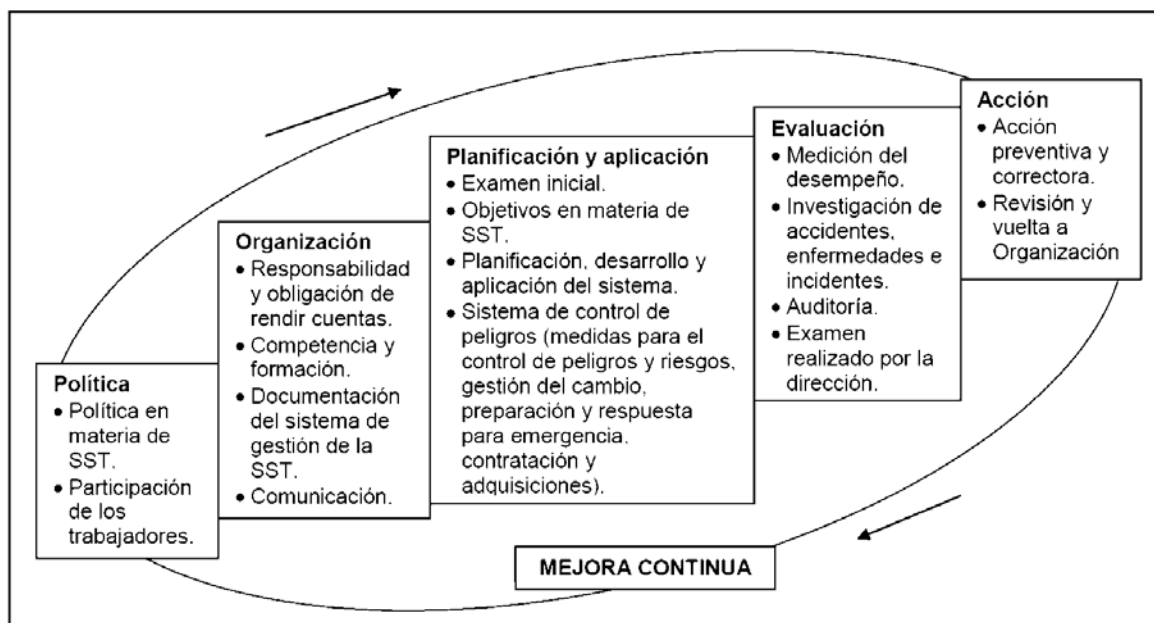 Política
• Política en
materia de
SST.
• Participación
de los
trabajadores.
Organización
• Responsabilidad
y obligación de
rendir cuentas.
• Competencia y
formación.
• Documentación
del sistema de
gestión de la
SST.
• Comunicación.
Planificación y aplicación
• Examen inicial.
• Objetivos en materia de
SST.
• Planificación, desarrollo y
aplicación del sistema.
• Sistema de control de
peligros (medidas para el
control de peligros y riesgos,
gestión del cambio,
preparación y respuesta
para emergencia.
contratación y
adquisiciones).
Evaluación
• Medición del
desempeño.
• Investigación de
accidentes,
enfermedades e
incidentes.
• Auditoría.
• Examen
realizado por la
dirección.
Acción
• Acción
preventiva y
correctora.
• Revisión y
vuelta a
Organización
MEJORA CONTINUA